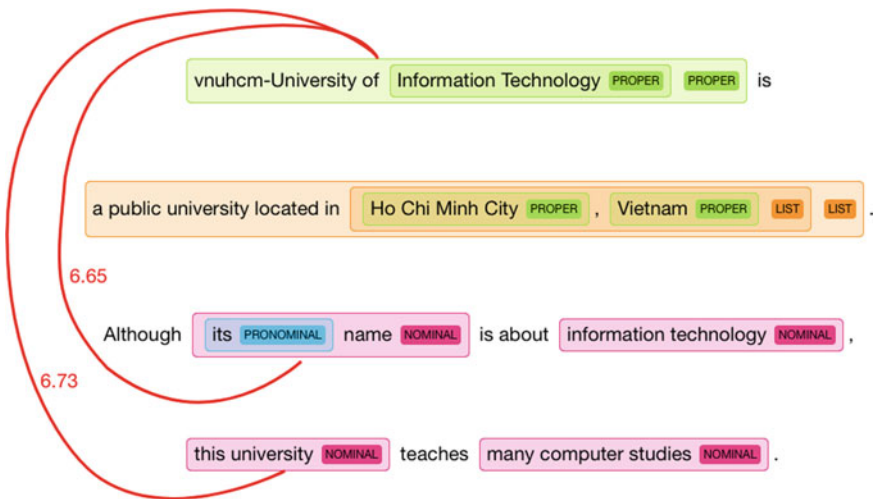 vnuhcm-University of Information Technology PROPER PROPER is
a public university located in Ho Chi Minh City PROPER , Vietnam PROPER LIST LIST .
6.65
Although its PRONOMINAL name NOMINAL is about information technology NOMINAL ,
6.73
this university NOMINAL teaches many computer studies NOMINAL .